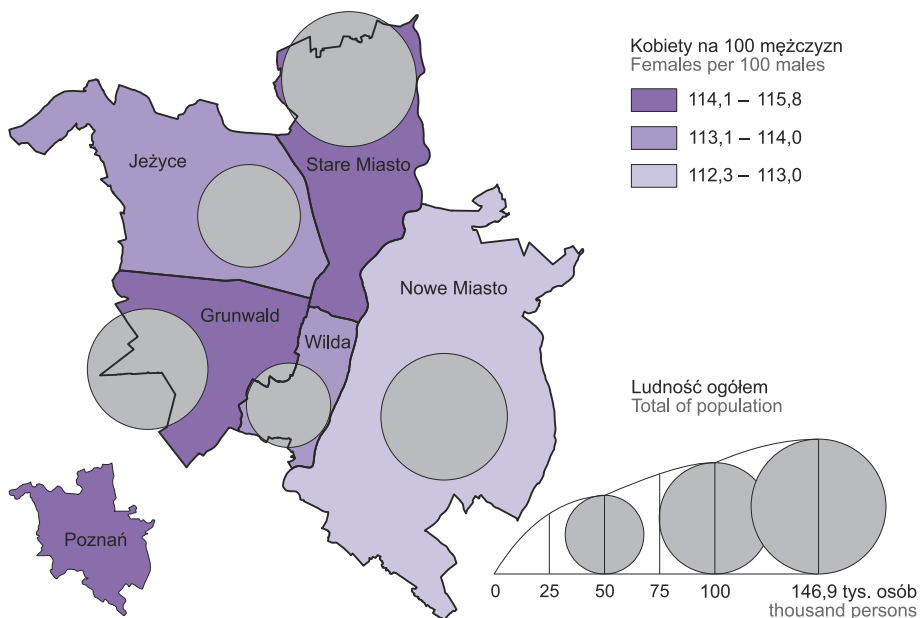 Kobiety na 100 mężczyzn
Females per 100 males
114,1 – 115,8
113,1 – 114,0
112,3 – 113,0
Jeżyce
Stare Miasto
Nowe Miasto
Grunwald
Wilda
Poznań
Ludność ogółem
Total of population
0 25 50 75 100 146,9 tys. osób
thousand persons